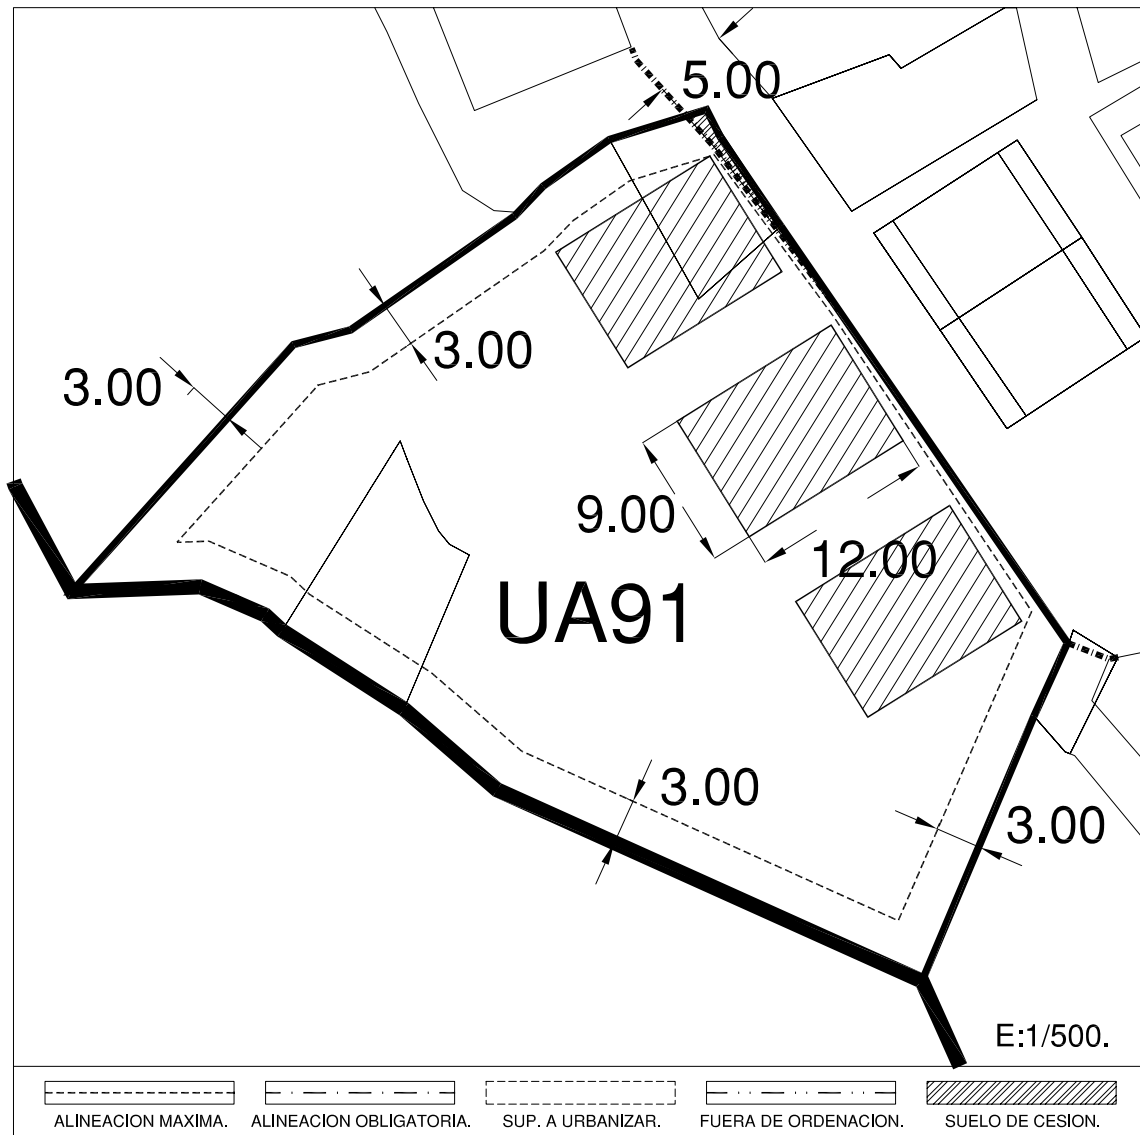 5.00
3.00
3.00
9.00
12.00
UA91
3.00
3.00
E:1/500.
ALINEACION MAXIMA.
ALINEACION OBLIGATORIA.
SUP. A URBANIZAR.
FUERA DE ORDENACION.
SUELO DE CESION.